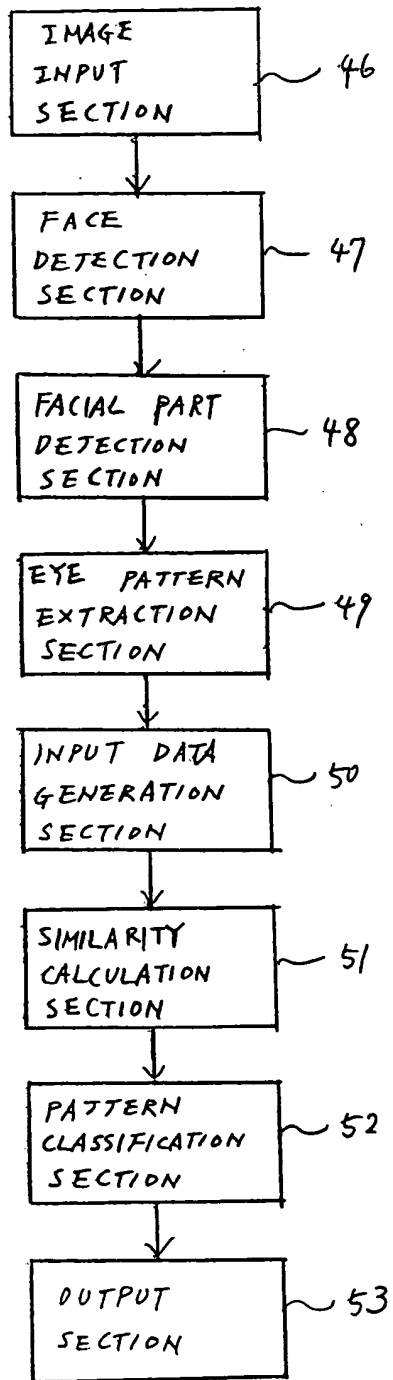 IMAGE
INPUT
SECTION
46
FACE
DETECTION
SECTION
47
FACIAL PART
DETECTION
SECTION
48
EYE PATTERN
EXTRACTION
SECTION
49
INPUT DATA
GENERATION
SECTION
50
SIMILARITY
CALCULATION
SECTION
51
PATTERN
CLASSIFICATION
SECTION
52
OUTPUT
SECTION
53